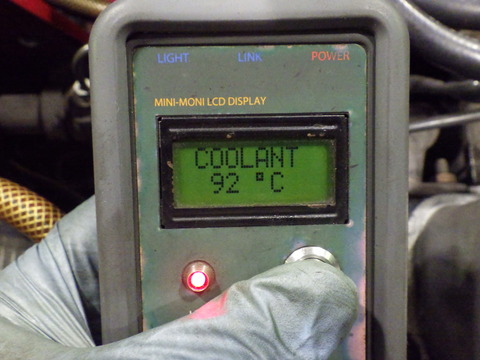 LIGHT LINK POWER
MINI-MONI LCD DISPLAY
COOLANT
92 °C